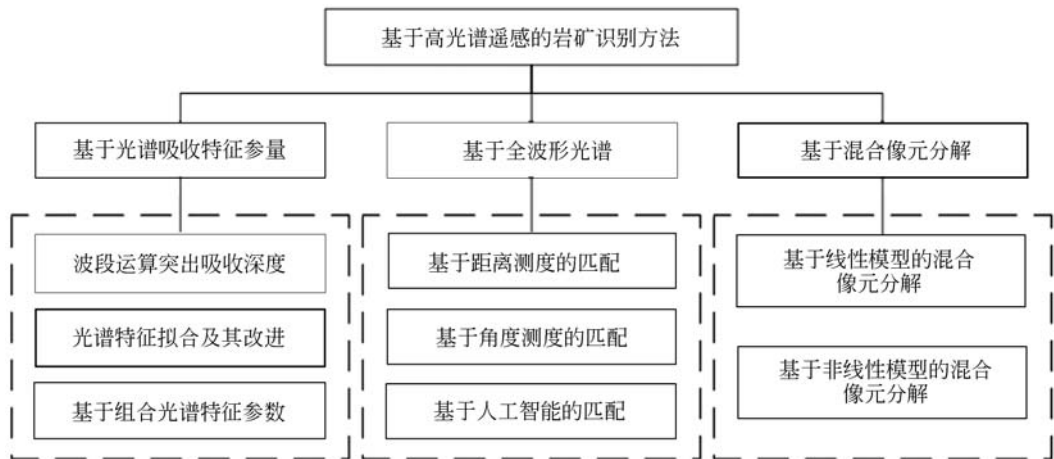 基于高光谱遥感的岩矿识别方法
基于光谱吸收特征参量
基于全波形光谱
基于混合像元分解
波段运算突出吸收深度
光谱特征拟合及其改进
基于组合光谱特征参数
基于距离测度的匹配
基于角度测度的匹配
基于人工智能的匹配
基于线性模型的混合
像元分解
基于非线性模型的混合
像元分解